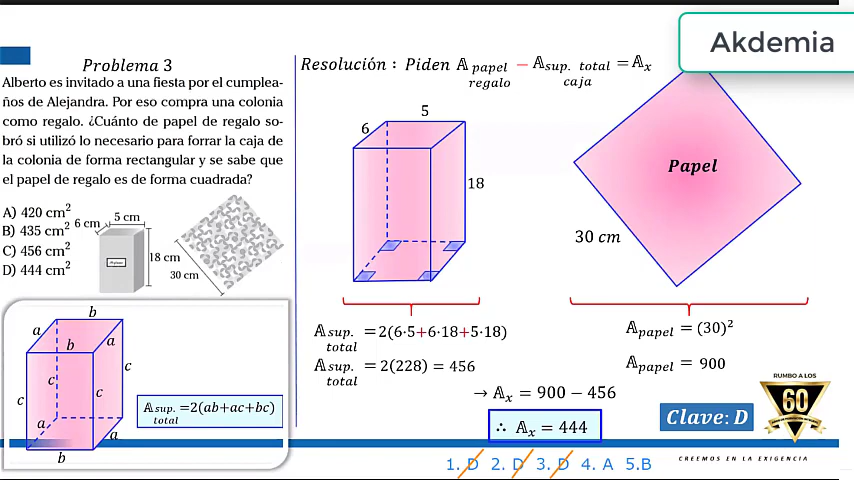 Akdemia
Problema 3
Alberto es invitado a una fiesta por el cumplea-
ños de Alejandra. Por eso compra una colonia
como regalo. ¿Cuánto de papel de regalo so-
bró si utilizó lo necesario para forrar la caja de
la colonia de forma rectangular y se sabe que
el papel de regalo es de forma cuadrada?
A) 420 cm²
B) 435 cm²
C) 456 cm²
D) 444 cm²
6 cm
5 cm
18 cm
30 cm
b
a
b
a
c
c
c
c
a
a
b
𝔸sup. total =2(ab+ac+bc)
Resolución : Piden 𝔸 papel regalo − 𝔸sup. total caja = 𝔸x
5
6
18
Papel
30 cm
𝔸sup. total =2(6·5+6·18+5·18)
𝔸sup. total = 2(228) = 456
𝔸papel = (30)²
𝔸papel = 900
→ 𝔸x = 900 − 456
∴ 𝔸x = 444
Clave: D
RUMBO A LOS
60
CREEMOS EN LA EXIGENCIA
1. D 2. D 3. D 4. A 5.B